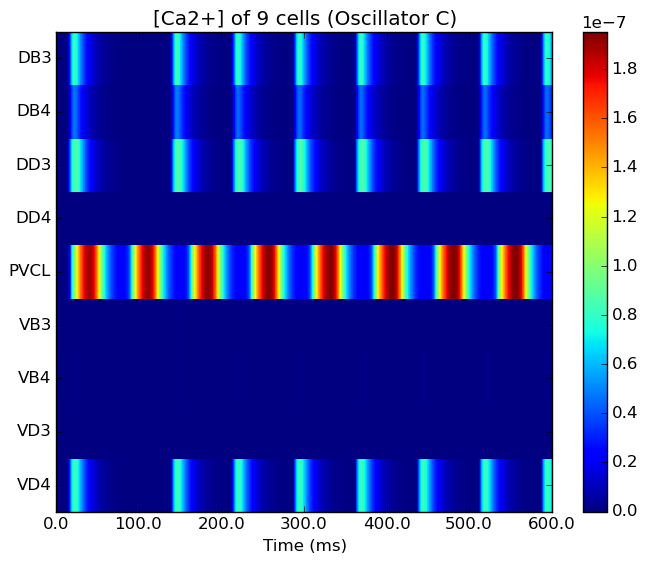 [Ca2+] of 9 cells (Oscillator C)
1e−7
DB3
DB4
DD3
DD4
PVCL
VB3
VB4
VD3
VD4
0.0 100.0 200.0 300.0 400.0 500.0 600.0
Time (ms)
1.8
1.6
1.4
1.2
1.0
0.8
0.6
0.4
0.2
0.0